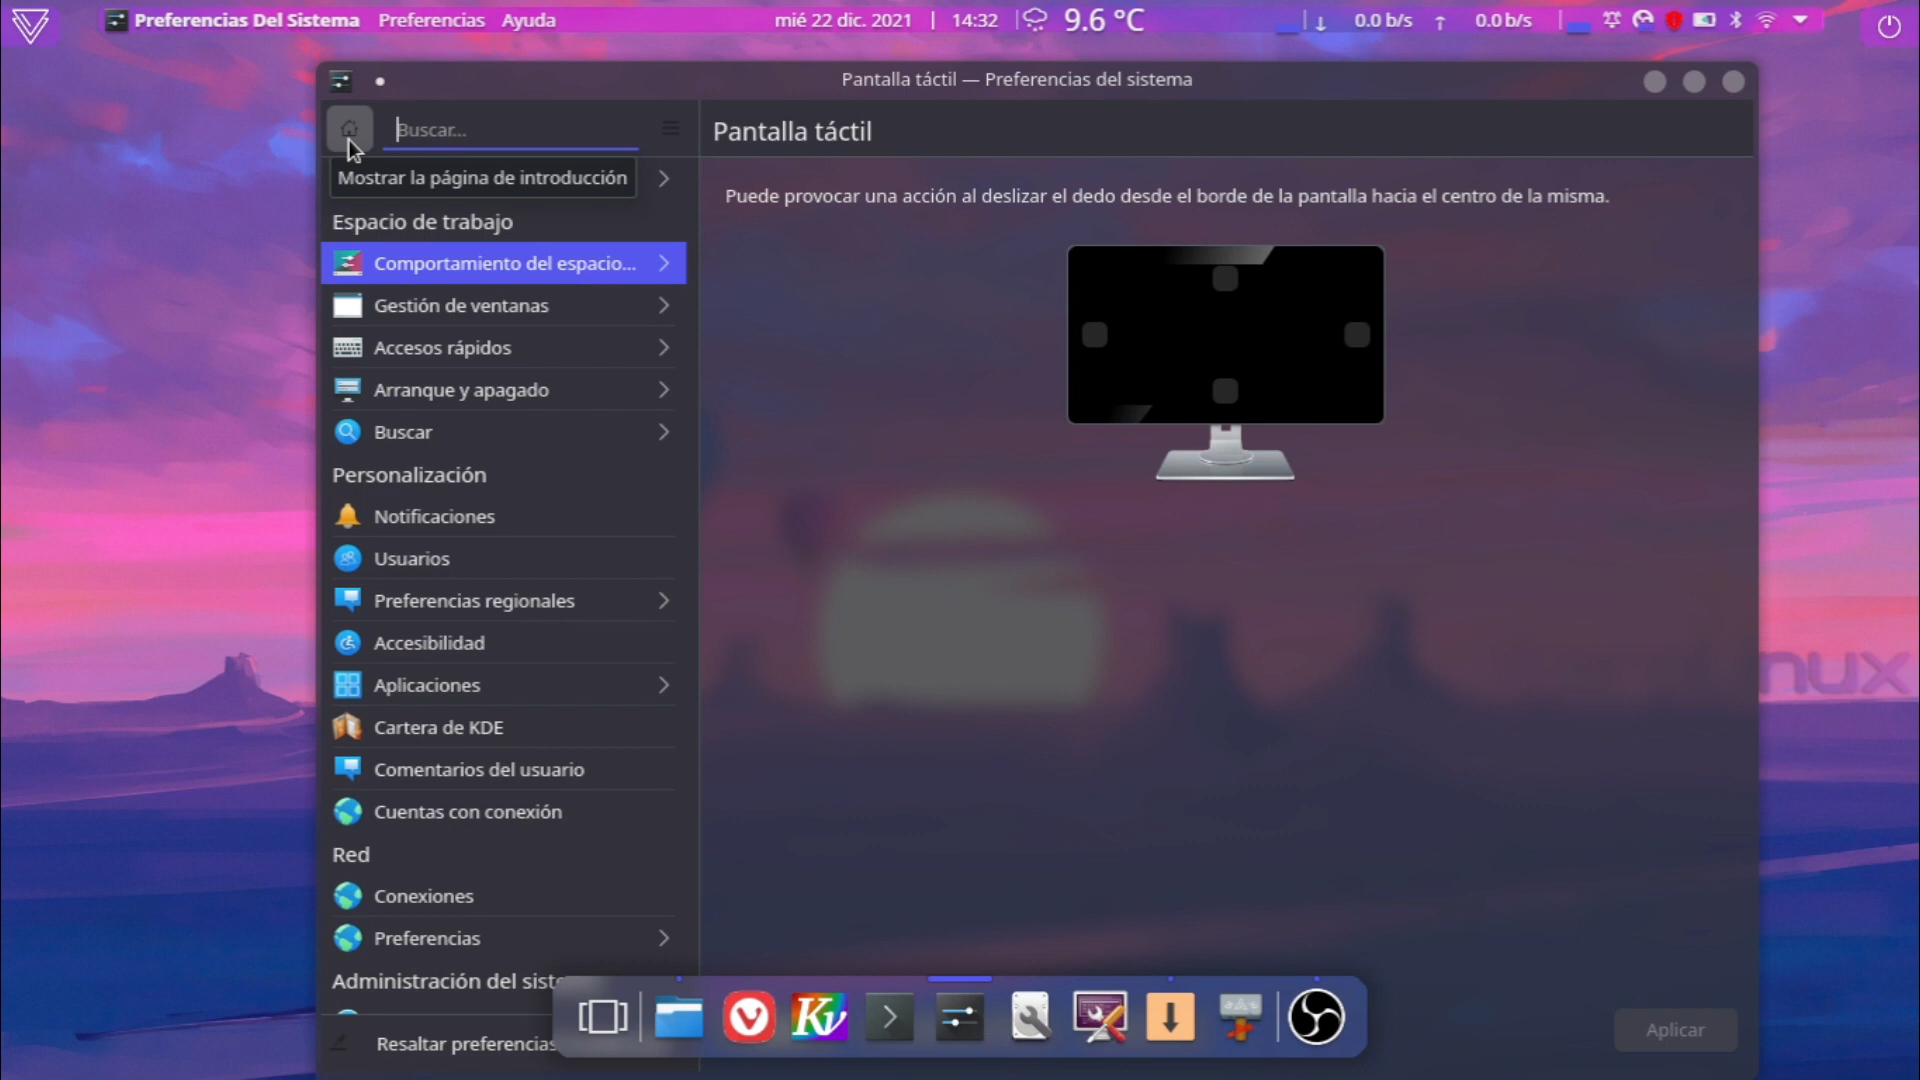 Preferencias Del Sistema Preferencias Ayuda mié 22 dic. 2021 | 14:32 | 9.6 °C | ↓ 0.0 b/s ↑ 0.0 b/s |
Pantalla táctil — Preferencias del sistema
Buscar...
Pantalla táctil
Mostrar la página de introducción
Puede provocar una acción al deslizar el dedo desde el borde de la pantalla hacia el centro de la misma.
Espacio de trabajo
Comportamiento del espacio...
Gestión de ventanas
Accesos rápidos
Arranque y apagado
Buscar
Personalización
Notificaciones
Usuarios
Preferencias regionales
Accesibilidad
Aplicaciones
Cartera de KDE
Comentarios del usuario
Cuentas con conexión
Red
Conexiones
Preferencias
Administración del siste
Resaltar preferencias
Kv
Aplicar
nux